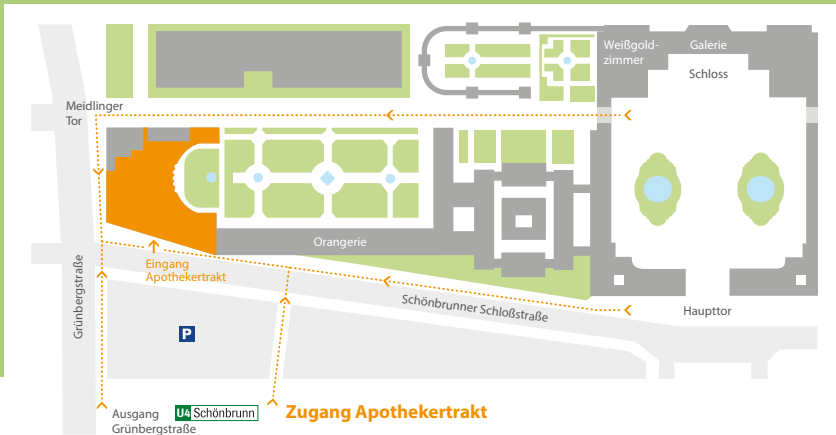 Weißgold-
zimmer
Galerie
Schloss
Meidlinger
Tor
Orangerie
Eingang
Apothekertrakt
Grünbergstraße
Schönbrunner Schloßstraße
Haupttor
P
Ausgang
Grünbergstraße
U4 Schönbrunn
Zugang Apothekertrakt